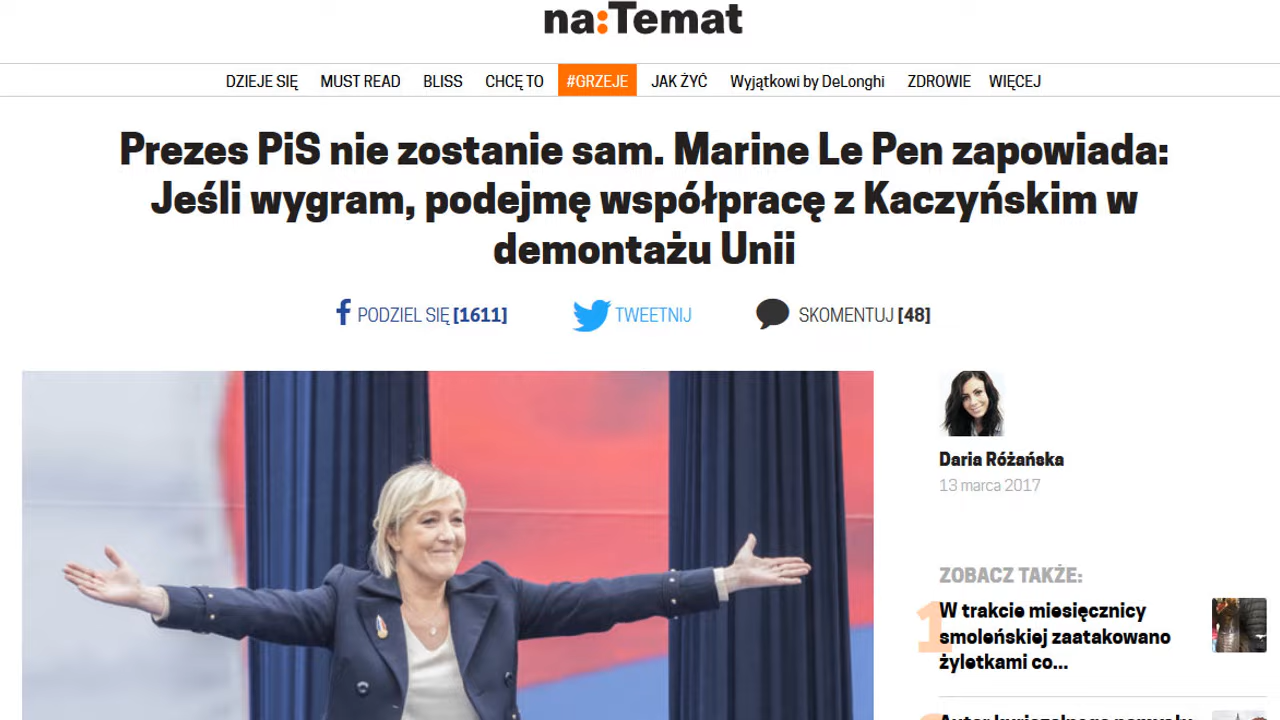 na:Temat
DZIEJE SIĘ MUST READ BLISS CHCĘ TO #GRZEJE JAK ŻYĆ Wyjątkowi by DeLonghi ZDROWIE WIĘCEJ
Prezes PiS nie zostanie sam. Marine Le Pen zapowiada:
Jeśli wygram, podejmę współpracę z Kaczyńskim w
demontażu Unii
PODZIEL SIĘ [1611] TWEETNIJ SKOMENTUJ [48]
Daria Różańska
13 marca 2017
ZOBACZ TAKŻE:
1
W trakcie miesięcznicy
smoleńskiej zaatakowano
żyletkami co...